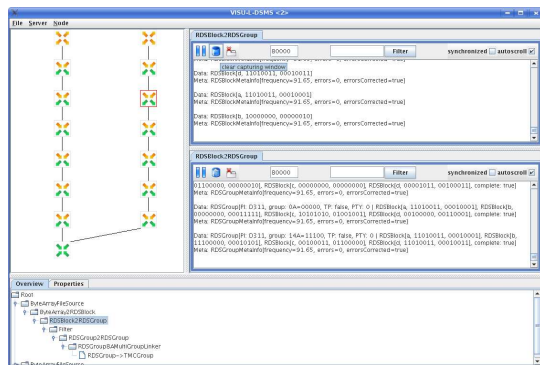 VISU-L-DSMS <2>
File Server Node
RDSBlock2RDSGroup
80000
Filter
synchronized
autoscroll
clear capturing window
Data: RDSBlock[d, 11010011, 00010011]
Meta: RDSBlockMetaInfo[frequency=91.65, errors=0, errorsCorrected=true]
Data: RDSBlock[a, 11010011, 00010001]
Meta: RDSBlockMetaInfo[frequency=91.65, errors=0, errorsCorrected=true]
Data: RDSBlock[b, 10000000, 00000010]
Meta: RDSBlockMetaInfo[frequency=91.65, errors=0, errorsCorrected=true]
RDSBlock2RDSGroup
80000
Filter
synchronized
autoscroll
01100000, 00000010], RDSBlock[c, 00000000, 00000000], RDSBlock[d, 00001011, 00100011], complete: true]
Meta: RDSGroupMetaInfo[frequency=91.65, errors=0, errorsCorrected=true]
Data: RDSGroup[PI: D311, group: 0A=00000, TP: false, PTY: 0 | RDSBlock[a, 11010011, 00010001], RDSBlock[b,
00000000, 00011111], RDSBlock[c, 10101010, 01001001], RDSBlock[d, 00100000, 00110001], complete: true]
Meta: RDSGroupMetaInfo[frequency=91.65, errors=0, errorsCorrected=true]
Data: RDSGroup[PI: D311, group: 14A=11100, TP: false, PTY: 0 | RDSBlock[a, 11010011, 00010001], RDSBlock[b,
11100000, 00010101], RDSBlock[c, 00100011, 01100000], RDSBlock[d, 11010011, 00010011], complete: true]
Meta: RDSGroupMetaInfo[frequency=91.65, errors=0, errorsCorrected=true]
Overview Properties
Root
ByteArrayFileSource
ByteArray2RDSBlock
RDSBlock2RDSGroup
Filter
RDSGroup2RDSGroup
RDSGroup8AMultiGroupLinker
RDSGroup->TMCGroup
ByteArrayFileSource